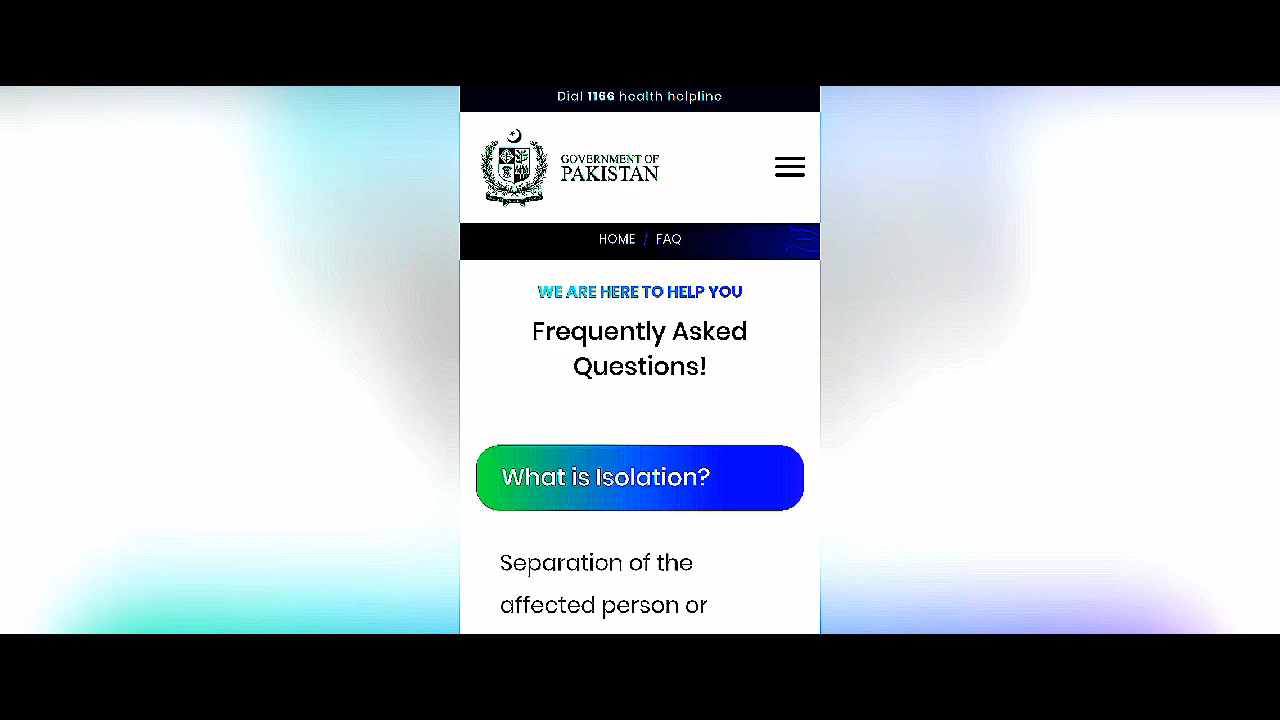 Dial 1166 health helpline
GOVERNMENT OF
PAKISTAN
HOME / FAQ
WE ARE HERE TO HELP YOU
Frequently Asked
Questions!
What is Isolation?
Separation of the
affected person or